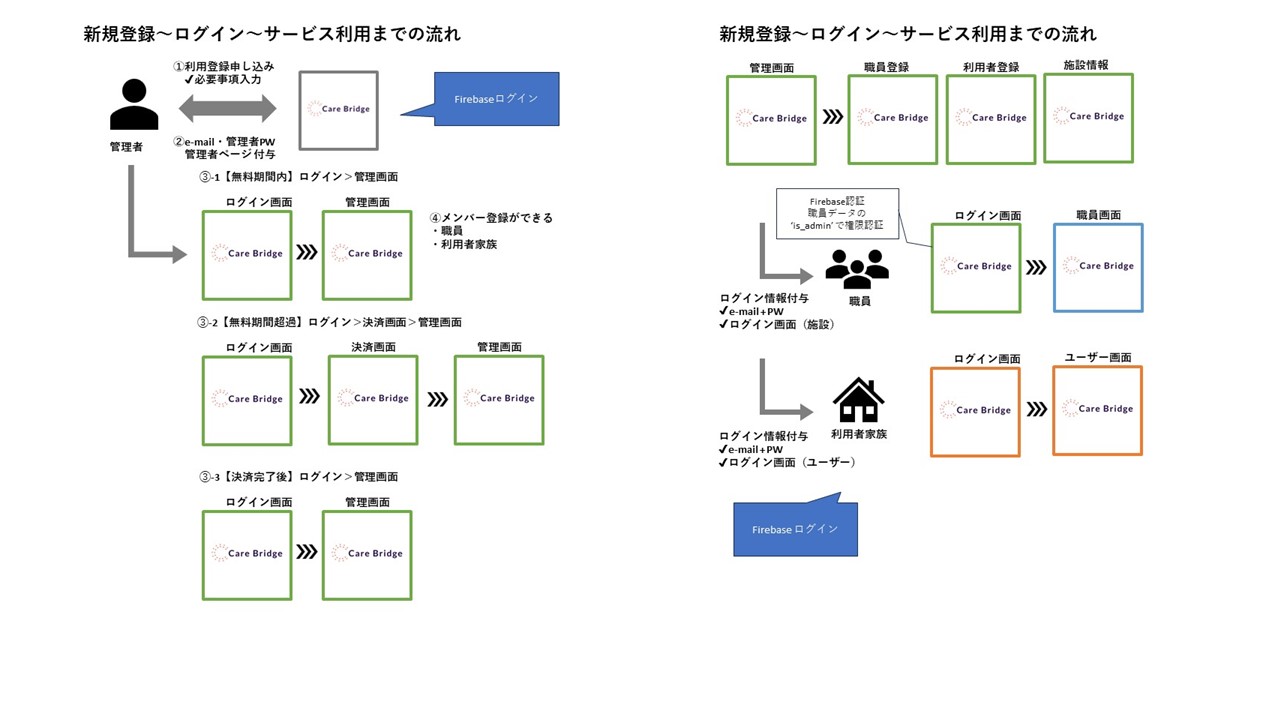 新規登録～ログイン～サービス利用までの流れ
①利用登録申し込み
✓必要事項入力
Care Bridge
Firebaseログイン
管理者
②e-mail・管理者PW
管理者ページ付与
③-1【無料期間内】ログイン＞管理画面
ログイン画面
管理画面
Care Bridge
Care Bridge
④メンバー登録ができる
・職員
・利用者家族
③-2【無料期間超過】ログイン＞決済画面＞管理画面
ログイン画面
決済画面
管理画面
Care Bridge
Care Bridge
Care Bridge
③-3【決済完了後】ログイン＞管理画面
ログイン画面
管理画面
Care Bridge
Care Bridge
新規登録～ログイン～サービス利用までの流れ
管理画面
職員登録
利用者登録
施設情報
Care Bridge
Care Bridge
Care Bridge
Care Bridge
Firebase認証
職員データの
'is_admin' で権限認証
ログイン画面
職員画面
Care Bridge
Care Bridge
職員
ログイン情報付与
✓e-mail+PW
✓ログイン画面（施設）
ログイン画面
ユーザー画面
Care Bridge
Care Bridge
利用者家族
ログイン情報付与
✓e-mail+PW
✓ログイン画面（ユーザー）
Firebase ログイン